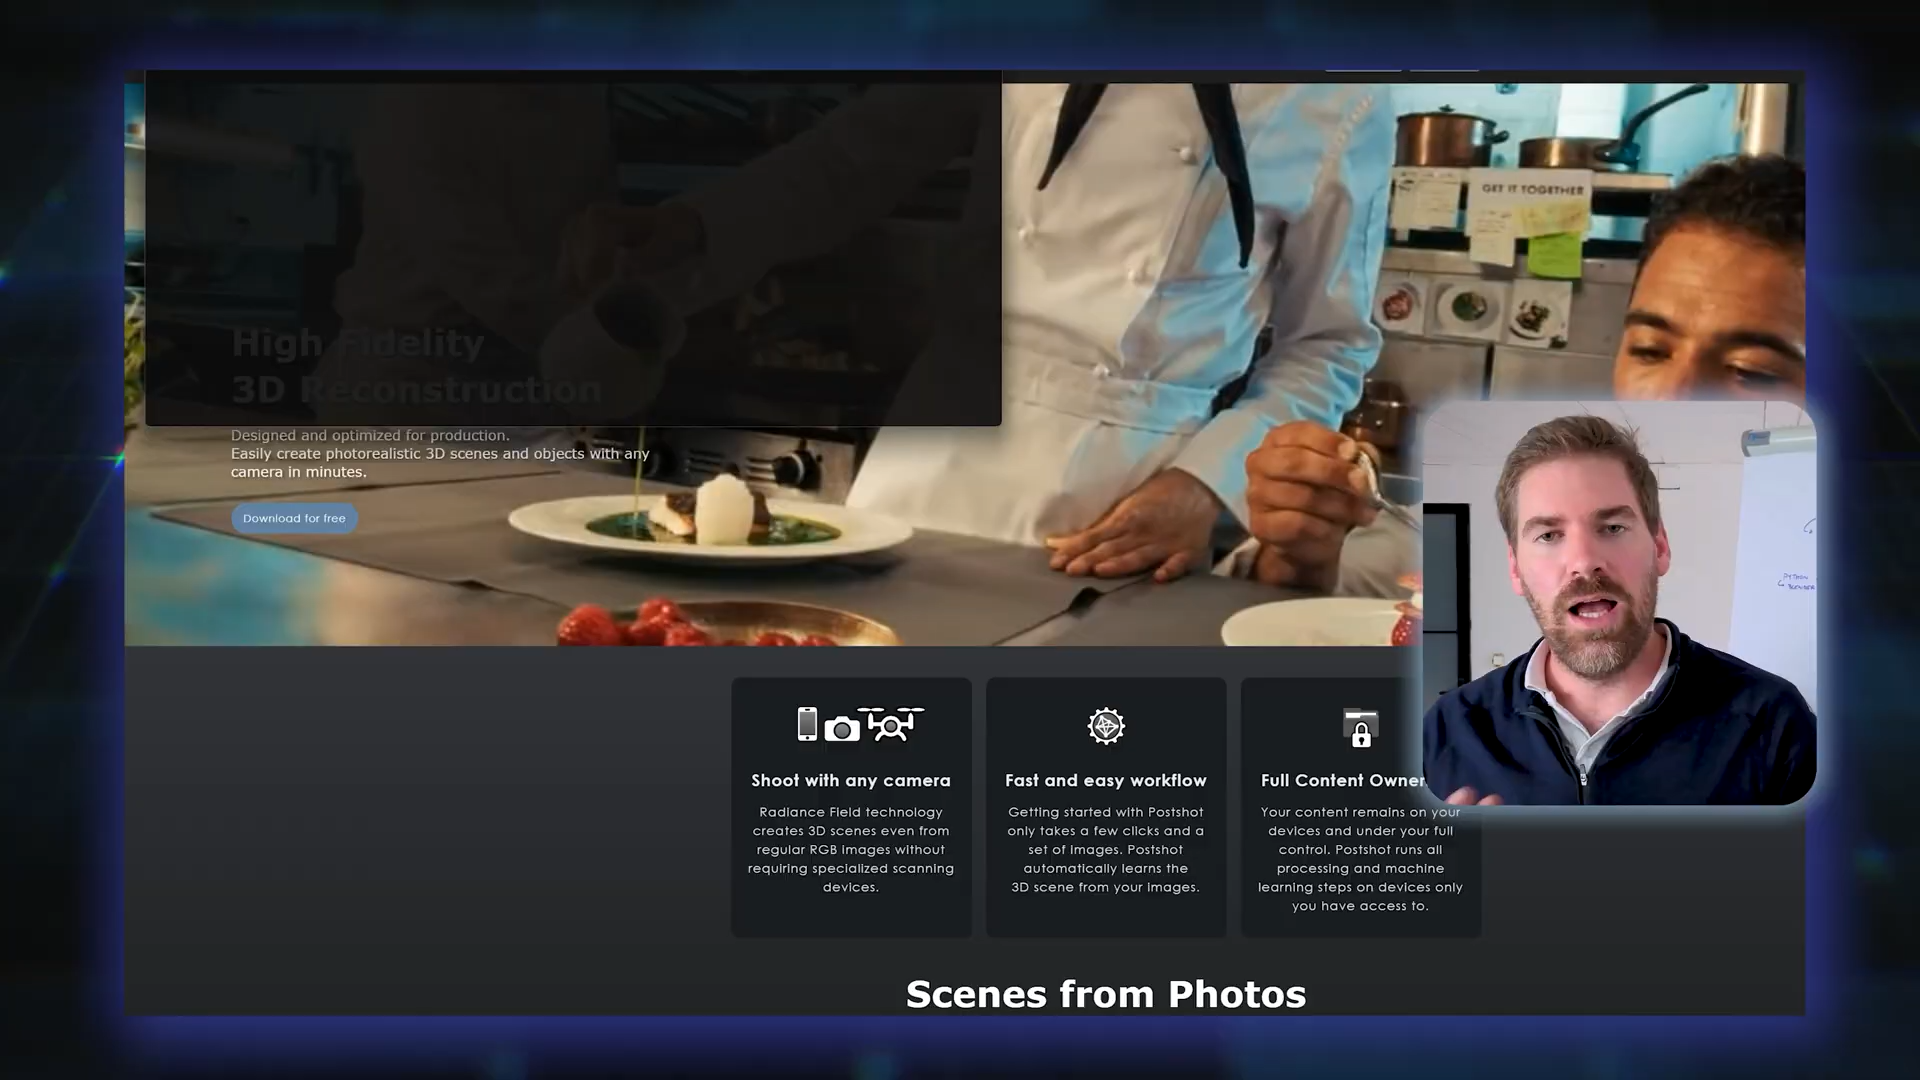 GET IT TOGETHER
High Fidelity
3D Reconstruction
Designed and optimized for production.
Easily create photorealistic 3D scenes and objects with any
camera in minutes.
Download for free
PYTHON
BLENDER
Shoot with any camera
Radiance Field technology
creates 3D scenes even from
regular RGB images without
requiring specialized scanning
devices.
Fast and easy workflow
Getting started with Postshot
only takes a few clicks and a
set of images. Postshot
automatically learns the
3D scene from your images.
Full Content Owner
Your content remains on your
devices and under your full
control. Postshot runs all
processing and machine
learning steps on devices only
you have access to.
Scenes from Photos